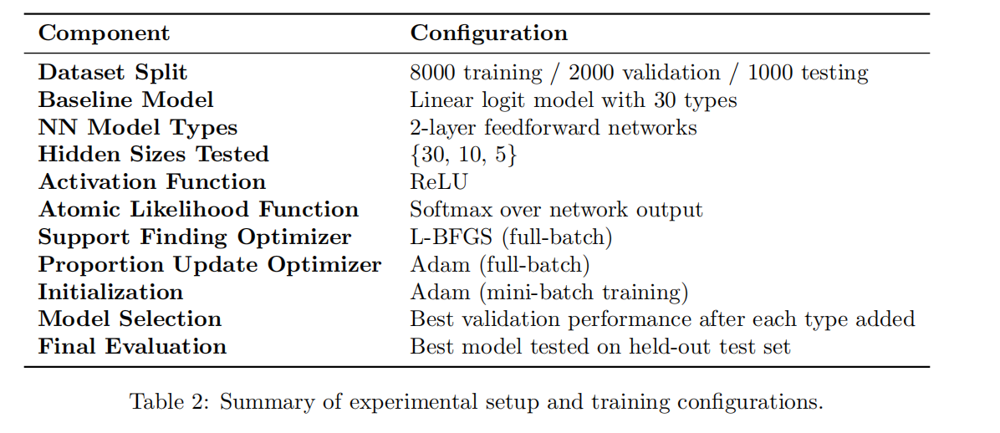 Component Configuration
Dataset Split 8000 training / 2000 validation / 1000 testing
Baseline Model Linear logit model with 30 types
NN Model Types 2-layer feedforward networks
Hidden Sizes Tested {30, 10, 5}
Activation Function ReLU
Atomic Likelihood Function Softmax over network output
Support Finding Optimizer L-BFGS (full-batch)
Proportion Update Optimizer Adam (full-batch)
Initialization Adam (mini-batch training)
Model Selection Best validation performance after each type added
Final Evaluation Best model tested on held-out test set
Table 2: Summary of experimental setup and training configurations.